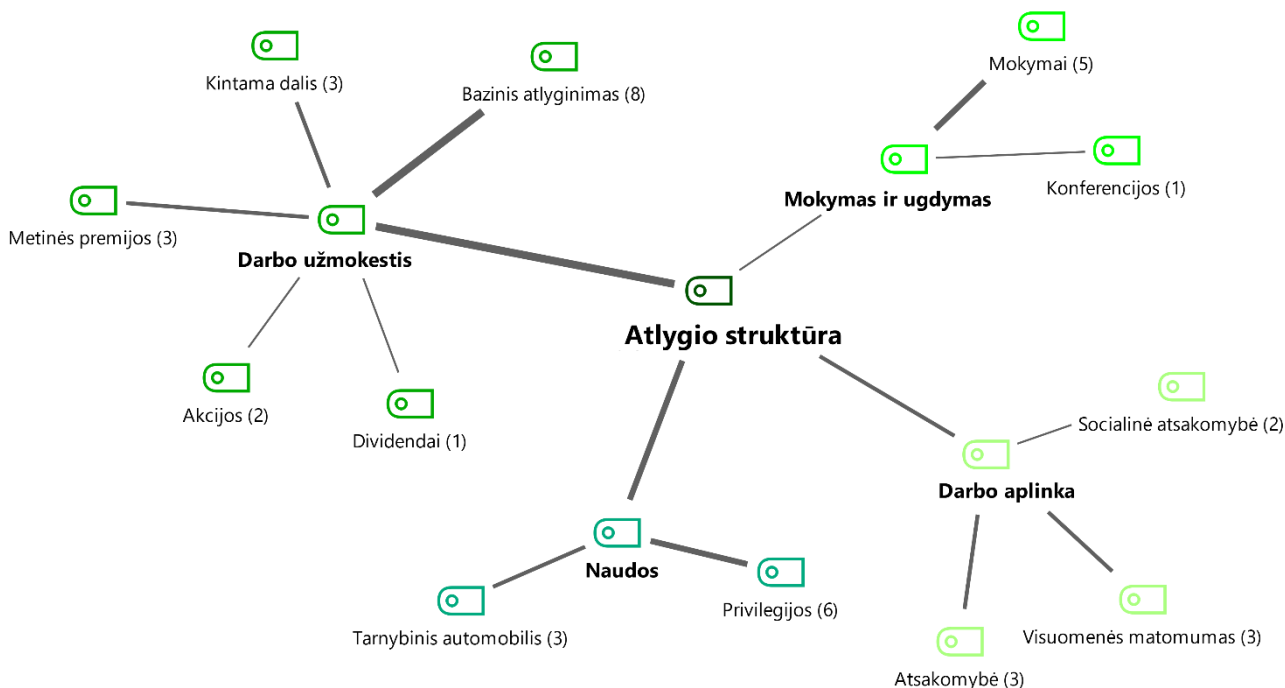 Mokymai (5)
Kintama dalis (3)
Bazinis atlyginimas (8)
Konferencijos (1)
Mokymas ir ugdymas
Metinės premijos (3)
Darbo užmokestis
Atlygio struktūra
Akcijos (2)
Dividendai (1)
Socialinė atsakomybė (2)
Darbo aplinka
Naudos
Privilegijos (6)
Tarnybinis automobilis (3)
Visuomenės matomumas (3)
Atsakomybė (3)